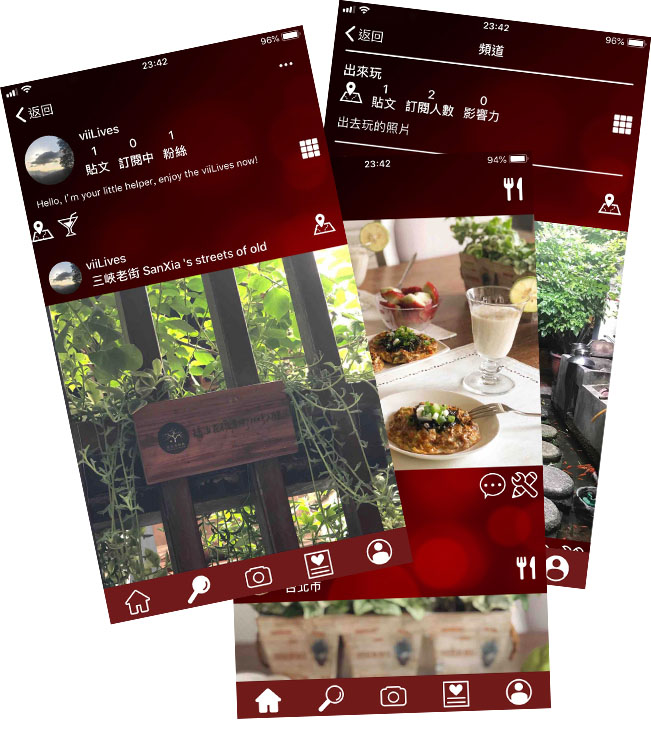 23:42
96%
返回
viiLives
1 0 1
貼文 訂閱中 粉絲
Hello, I'm your little helper, enjoy the viiLives now!
viiLives
三峽老街 SanXia 's streets of old
23:42
96%
返回
頻道
出來玩
1 2 0
貼文 訂閱人數 影響力
出去玩的照片
23:42
94%
台北市